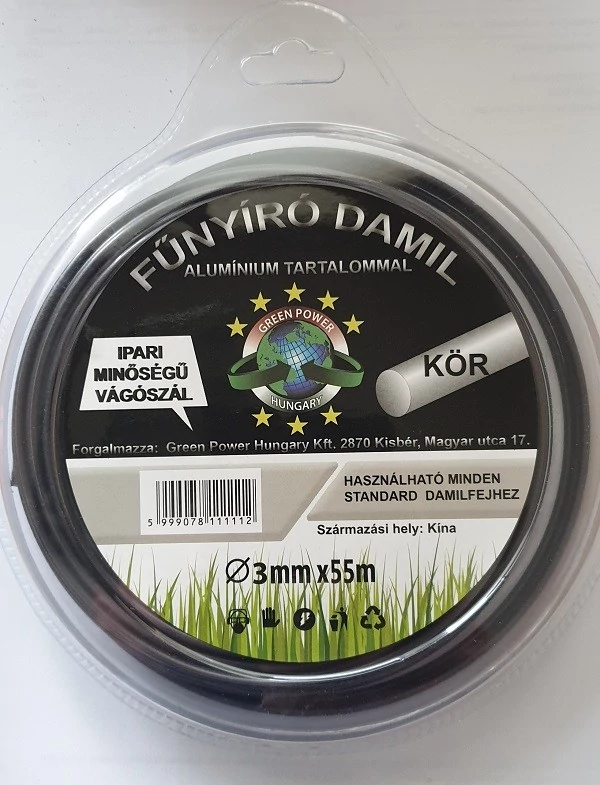 FŰNYÍRÓ DAMIL
ALUMÍNIUM TARTALOMMAL
GREEN POWER
HUNGARY
IPARI
MINŐSÉGŰ
VÁGÓSZÁL
KÖR
Forgalmazza: Green Power Hungary Kft. 2870 Kisbér, Magyar utca 17.
5 999078 111112
HASZNÁLHATÓ MINDEN
STANDARD DAMILFEJHEZ
Származási hely: Kína
Ø3mm x55m